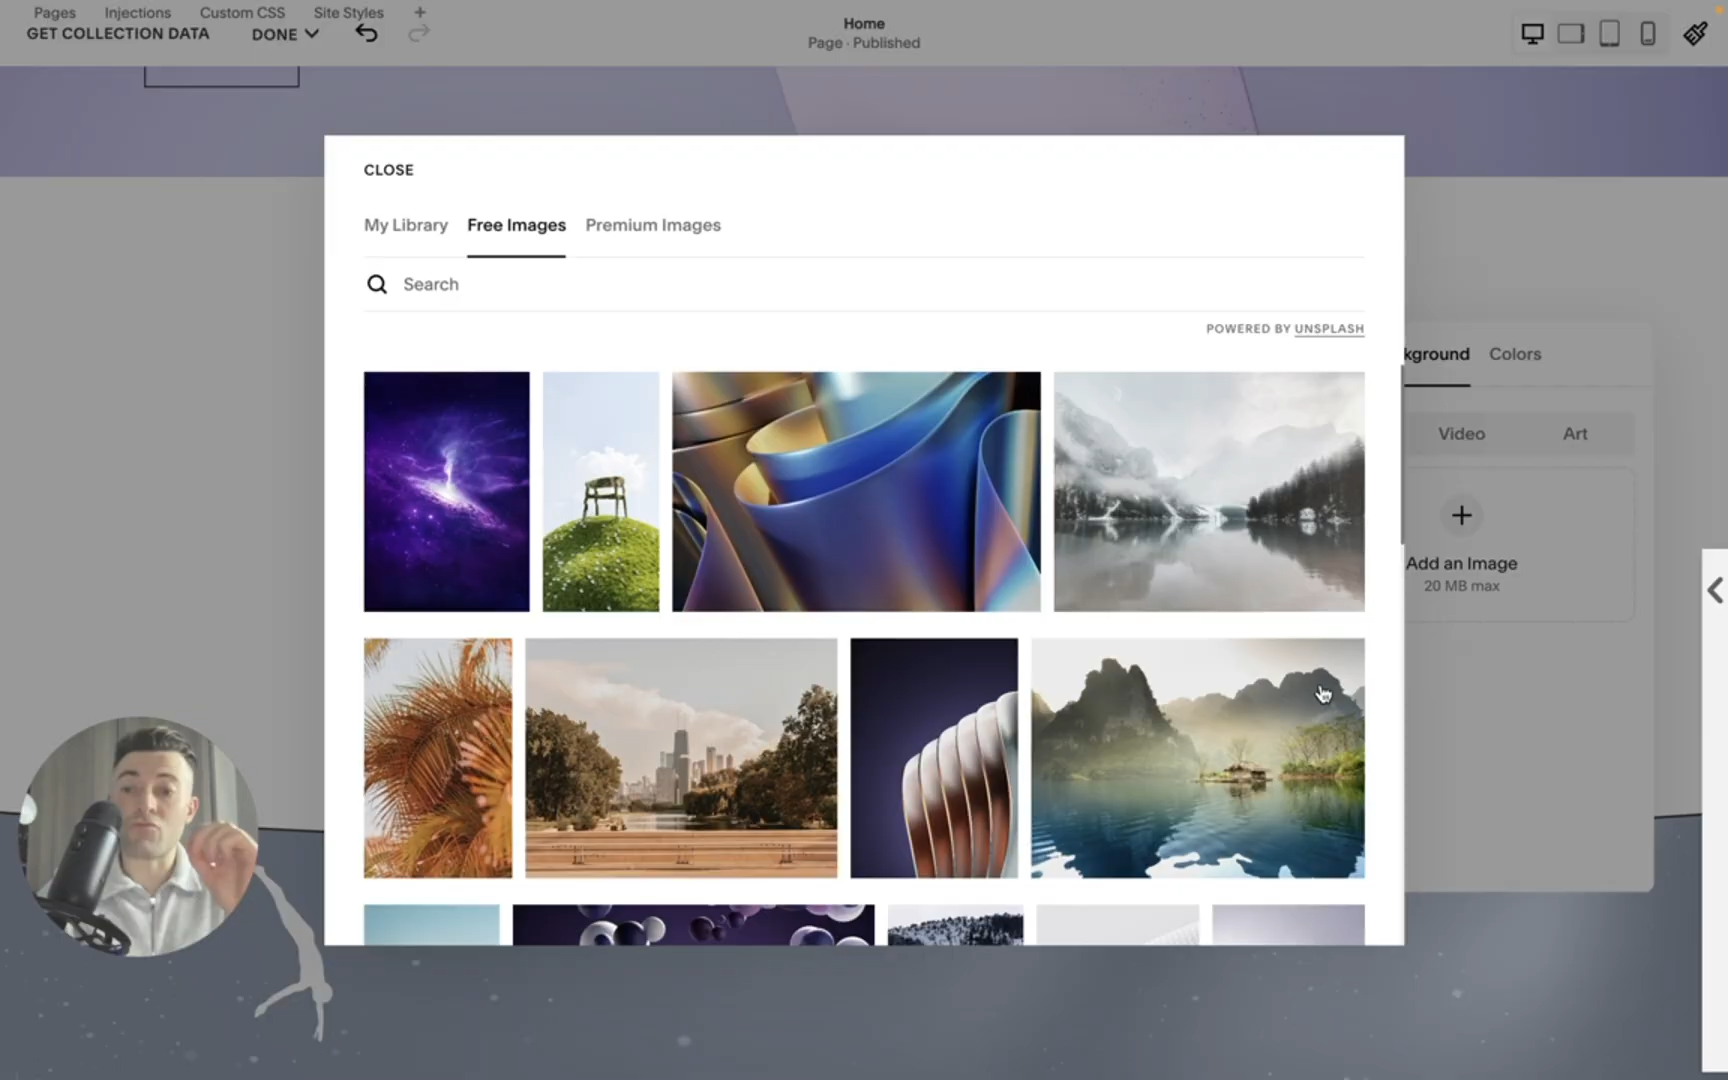 Pages Injections Custom CSS Site Styles +
GET COLLECTION DATA DONE
Home
Page · Published
CLOSE
My Library Free Images Premium Images
Search
POWERED BY UNSPLASH
kground Colors
Video Art
Add an Image
20 MB max